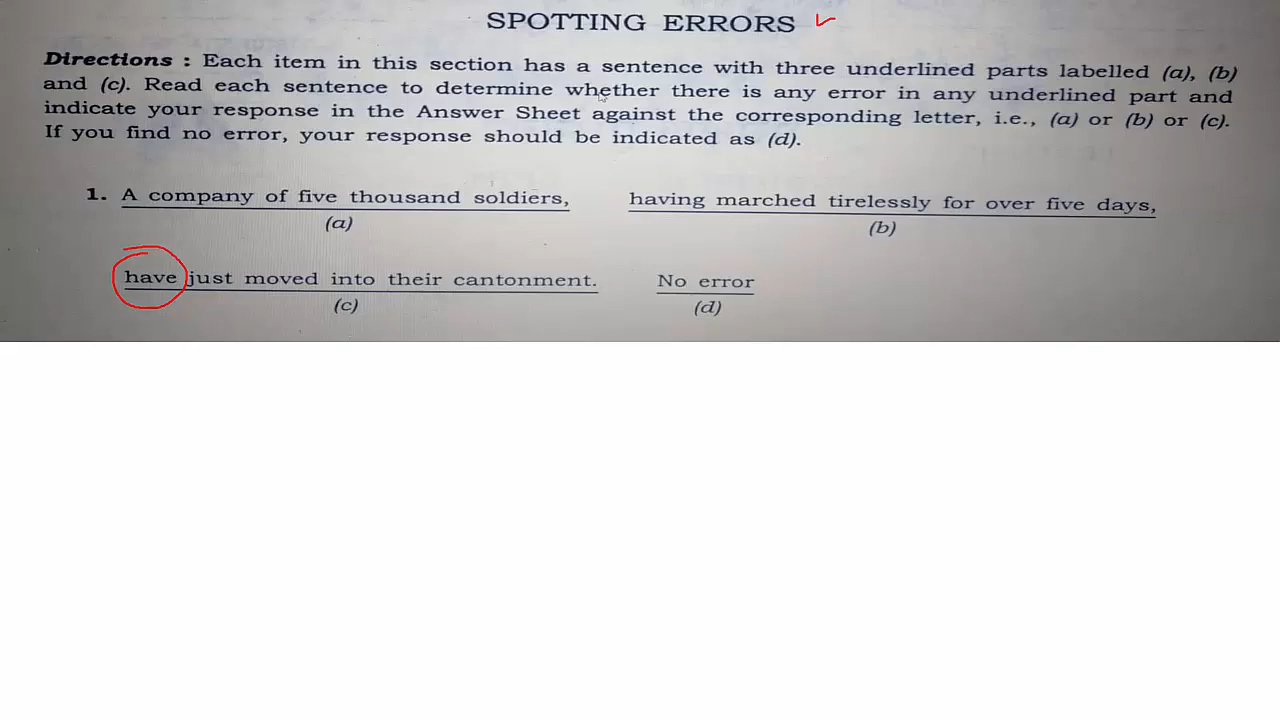 SPOTTING ERRORS
Directions : Each item in this section has a sentence with three underlined parts labelled (a), (b)
and (c). Read each sentence to determine whether there is any error in any underlined part and
indicate your response in the Answer Sheet against the corresponding letter, i.e., (a) or (b) or (c).
If you find no error, your response should be indicated as (d).
1. A company of five thousand soldiers, having marched tirelessly for over five days,
(a) (b)
have just moved into their cantonment. No error
(c) (d)